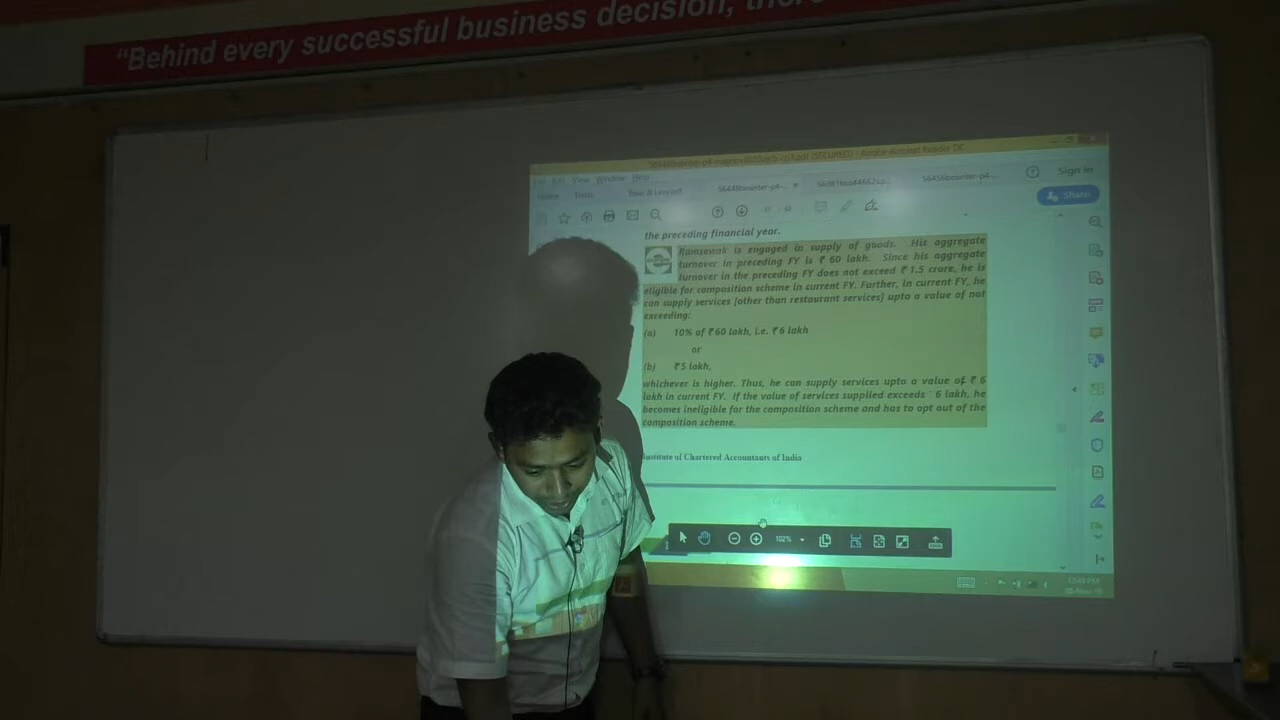 “Behind every successful business decision, there
Window Help
Sign in
Home Tools
Share
the preceding financial year.
Ramsewak is engaged in supply of goods. His aggregate
turnover in preceding FY is ₹ 60 lakh. Since his aggregate
turnover in the preceding FY does not exceed ₹ 1.5 crore, he is
eligible for composition scheme in current FY. Further, in current FY, he
can supply services [other than restaurant services] upto a value of not
exceeding:
(a) 10% of ₹ 60 lakh, i.e. ₹ 6 lakh
or
(b) ₹ 5 lakh,
whichever is higher. Thus, he can supply services upto a value of ₹ 6
lakh in current FY. If the value of services supplied exceeds ` 6 lakh, he
becomes ineligible for the composition scheme and has to opt out of the
composition scheme.
Institute of Chartered Accountants of India